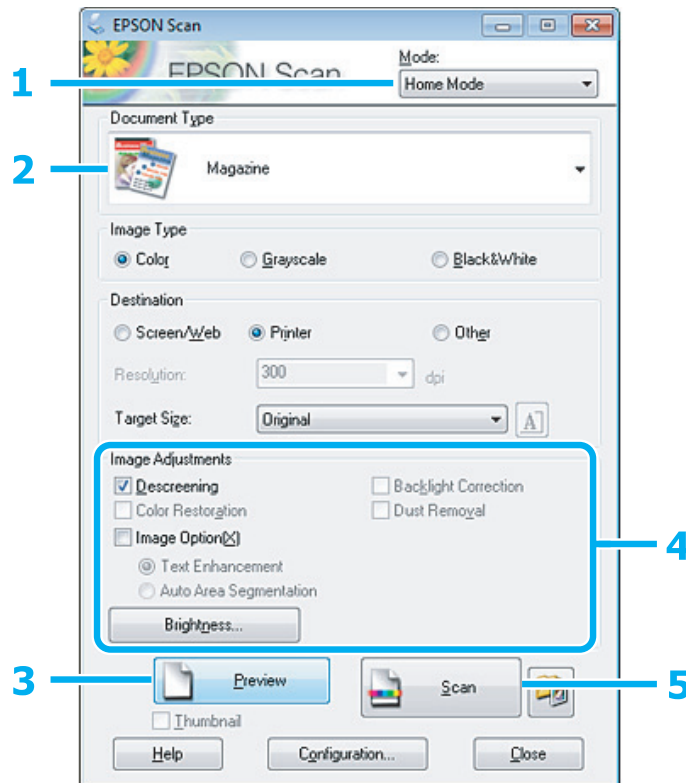 EPSON Scan
EPSON Scan
Mode:
1
Home Mode
Document Type
2
Magazine
Image Type
Color Grayscale Black&White
Destination
Screen/Web Printer Other
Resolution: 300 dpi
Target Size: Original A
Image Adjustments
Descreening Backlight Correction
Color Restoration Dust Removal
Image Option(X)
4
Text Enhancement
Auto Area Segmentation
Brightness...
3 Preview Scan 5
Thumbnail
Help Configuration... Close